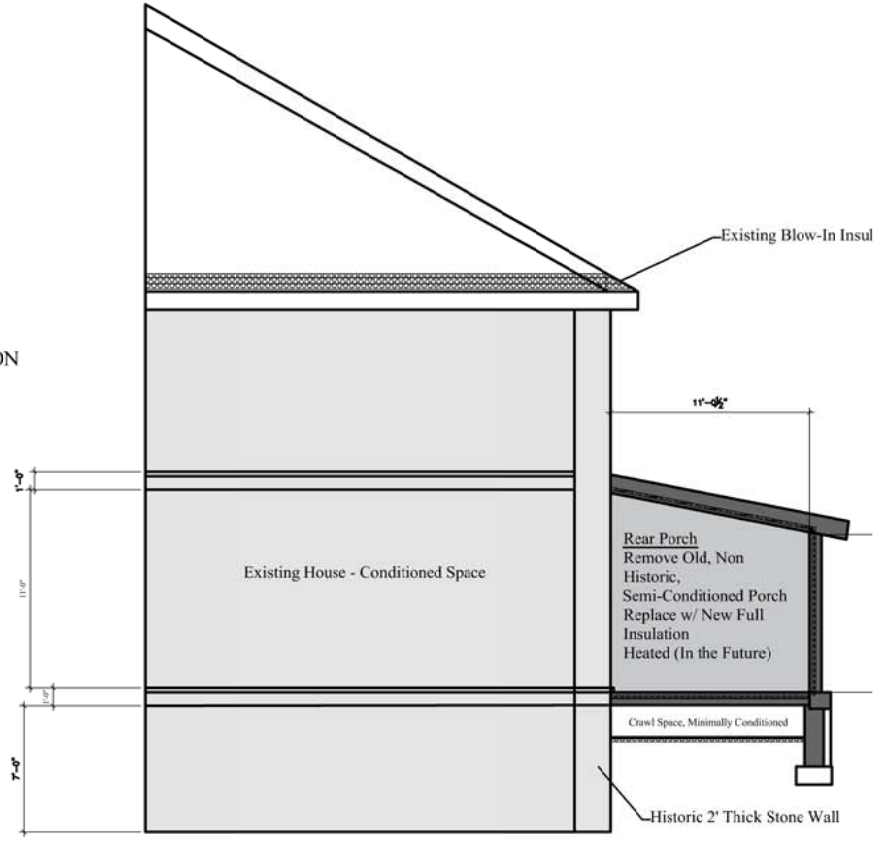 Existing Blow-In Insul
ON
11'-0½"
1'-0"
11'-0"
Existing House - Conditioned Space
Rear Porch
Remove Old, Non
Historic,
Semi-Conditioned Porch
Replace w/ New Full
Insulation
Heated (In the Future)
1'-0"
Crawl Space, Minimally Conditioned
7'-0"
Historic 2' Thick Stone Wall